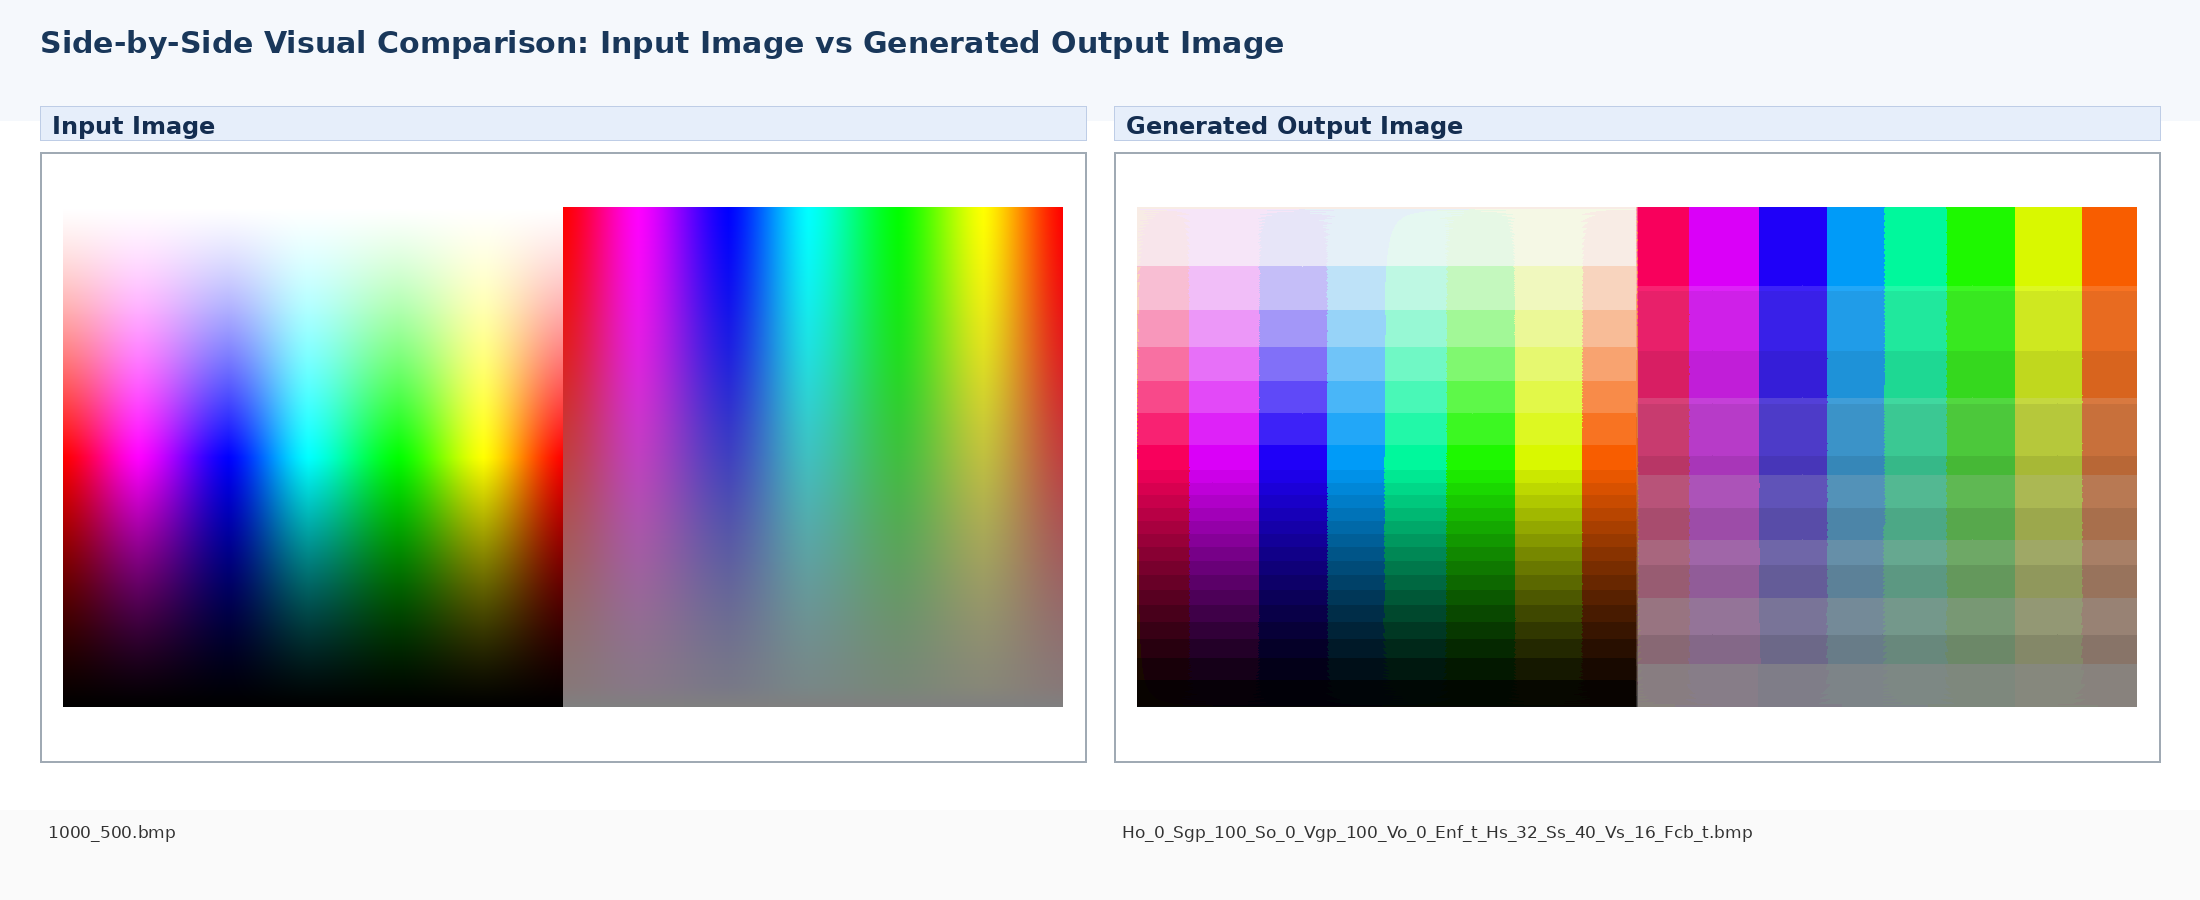 Side-by-Side Visual Comparison: Input Image vs Generated Output Image
Input Image
Generated Output Image
1000_500.bmp
Ho_0_Sgp_100_So_0_Vgp_100_Vo_0_Enf_t_Hs_32_Ss_40_Vs_16_Fcb_t.bmp